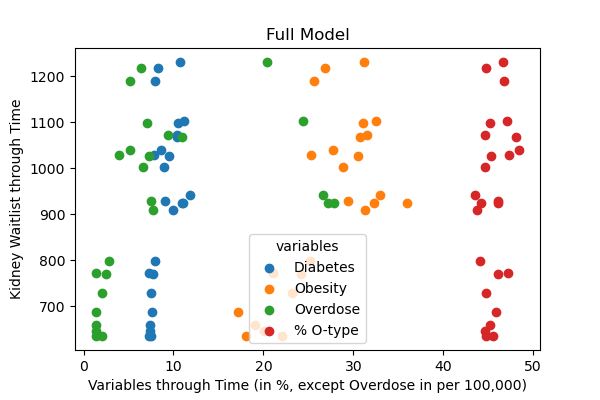 Full Model
Kidney Waitlist through Time
1200
1100
1000
900
800
700
variables
Diabetes
Obesity
Overdose
% O-type
0 10 20 30 40 50
Variables through Time (in %, except Overdose in per 100,000)